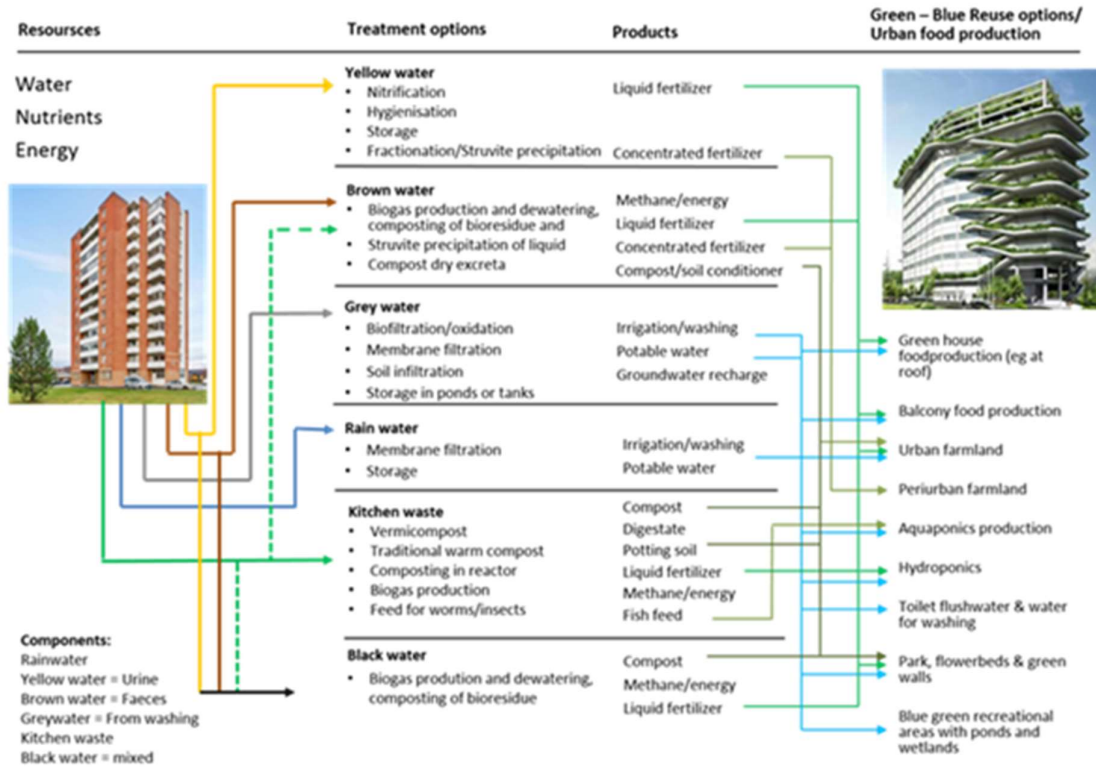 Resoursces
Treatment options
Products
Green – Blue Reuse options/
Urban food production
Water
Nutrients
Energy
Yellow water
• Nitrification
• Hygienisation
• Storage
• Fractionation/Struvite precipitation
Liquid fertilizer
Concentrated fertilizer
Brown water
• Biogas production and dewatering,
composting of bioresidue and
• Struvite precipitation of liquid
• Compost dry excreta
Methane/energy
Liquid fertilizer
Concentrated fertilizer
Compost/soil conditioner
Grey water
• Biofiltration/oxidation
• Membrane filtration
• Soil infiltration
• Storage in ponds or tanks
Irrigation/washing
Potable water
Groundwater recharge
Rain water
• Membrane filtration
• Storage
Irrigation/washing
Potable water
Kitchen waste
• Vermicompost
• Traditional warm compost
• Composting in reactor
• Biogas production
• Feed for worms/insects
Compost
Digestate
Potting soil
Liquid fertilizer
Methane/energy
Fish feed
Black water
• Biogas prodution and dewatering,
composting of bioresidue
Compost
Methane/energy
Liquid fertilizer
Green house
foodproduction (eg at
roof)
Balcony food production
Urban farmland
Periurban farmland
Aquaponics production
Hydroponics
Toilet flushwater & water
for washing
Park, flowerbeds & green
walls
Blue green recreational
areas with ponds and
wetlands
Components:
Rainwater
Yellow water = Urine
Brown water = Faeces
Greywater = From washing
Kitchen waste
Black water = mixed